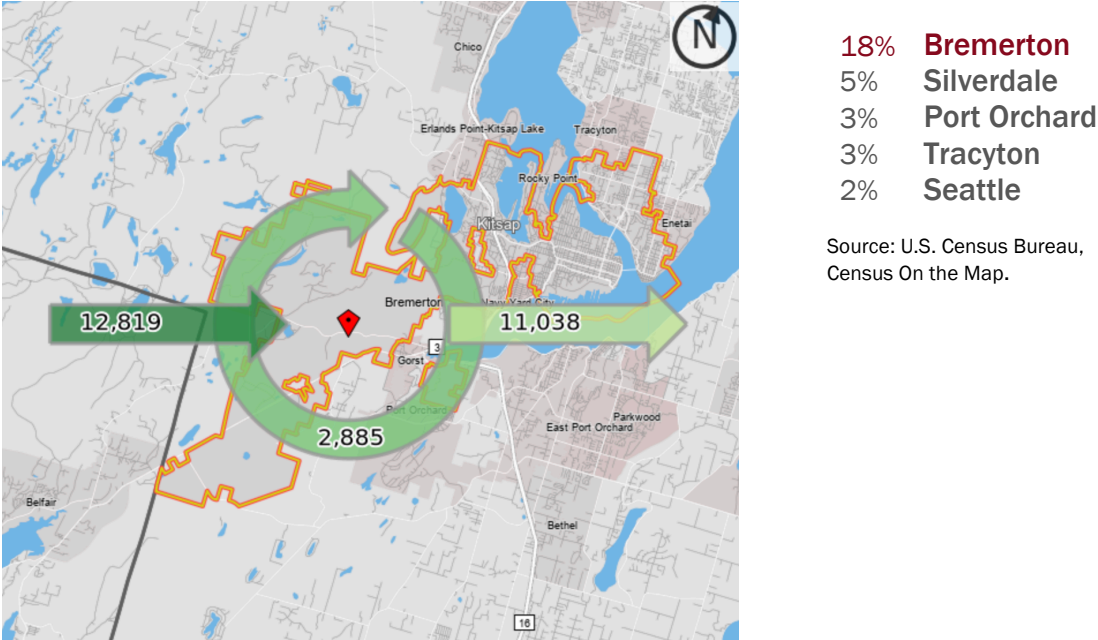 Chico
N
Erlands Point-Kitsap Lake
Tracyton
Rocky Point
Kitsap
Enetai
Bremerton
Navy Yard City
12,819
11,038
3
Gorst
Port Orchard
Parkwood
East Port Orchard
2,885
Belfair
Bethel
16
18% Bremerton
5% Silverdale
3% Port Orchard
3% Tracyton
2% Seattle
Source: U.S. Census Bureau,
Census On the Map.